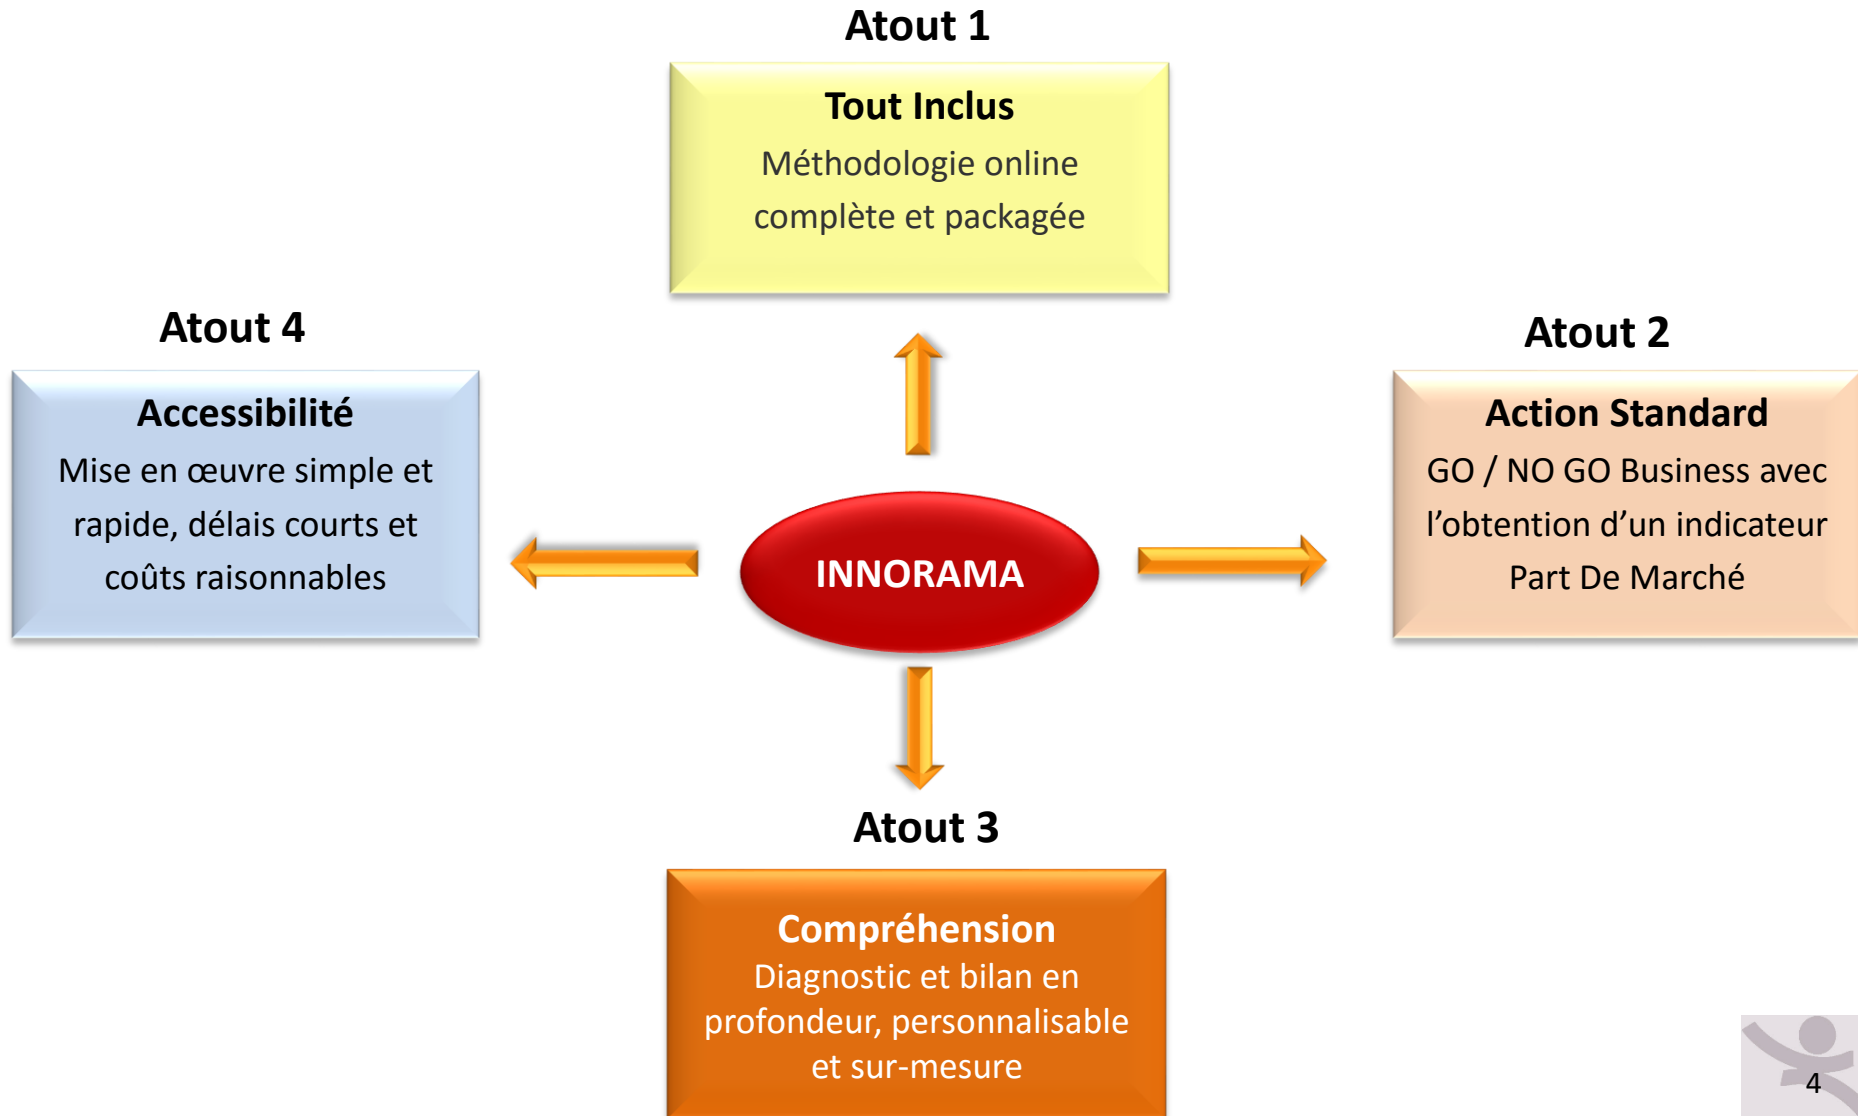 Atout 1
Tout Inclus
Méthodologie online
complète et packagée
Atout 4
Accessibilité
Mise en œuvre simple et
rapide, délais courts et
coûts raisonnables
INNORAMA
Atout 2
Action Standard
GO / NO GO Business avec
l’obtention d’un indicateur
Part De Marché
Atout 3
Compréhension
Diagnostic et bilan en
profondeur, personnalisable
et sur-mesure
4